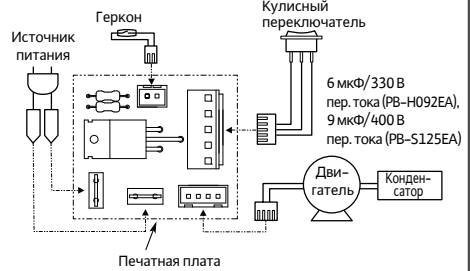 Геркон
Кулисный
переключатель
Источник
питания
6 мкФ/330 В
пер. тока (PB–H092EA),
9 мкФ/400 В
пер. тока (PB–S125EA)
Дви-
гатель
Конден-
сатор
Печатная плата